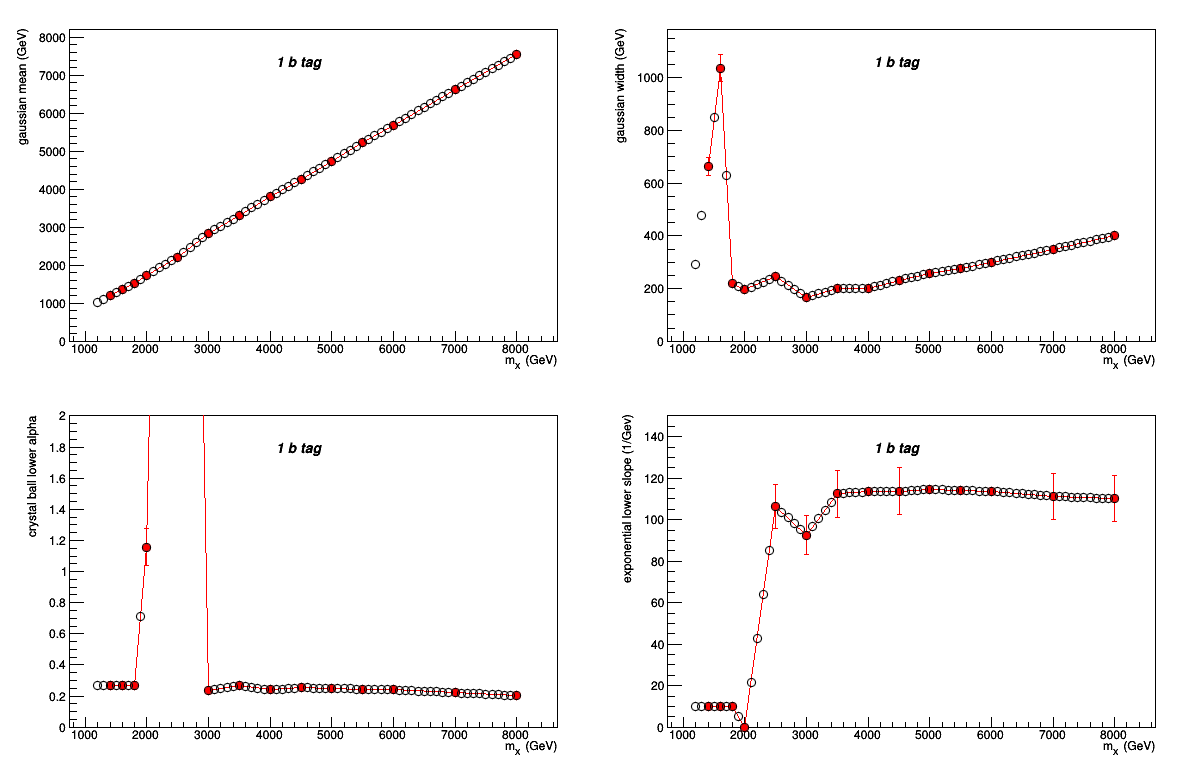 gaussian mean (GeV)
8000
7000
6000
5000
4000
3000
2000
1000
0
1 b tag
1000 2000 3000 4000 5000 6000 7000 8000
mx (GeV)
gaussian width (GeV)
1000
800
600
400
200
0
1 b tag
1000 2000 3000 4000 5000 6000 7000 8000
mx (GeV)
crystal ball lower alpha
2
1.8
1.6
1.4
1.2
1
0.8
0.6
0.4
0.2
0
1 b tag
1000 2000 3000 4000 5000 6000 7000 8000
mx (GeV)
exponential lower slope (1/Gev)
140
120
100
80
60
40
20
0
1 b tag
1000 2000 3000 4000 5000 6000 7000 8000
mx (GeV)